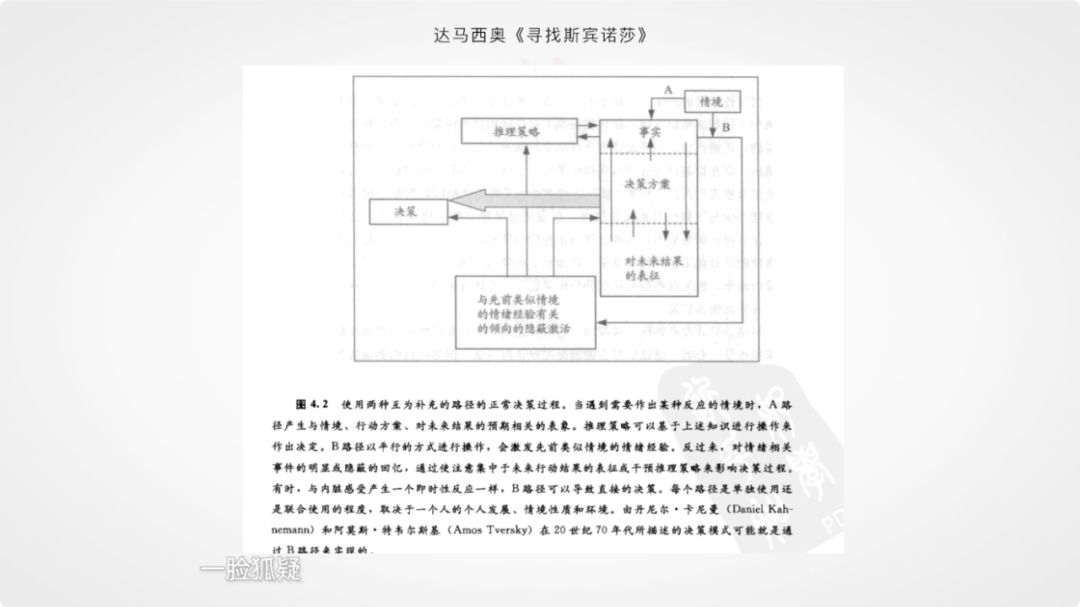 达马西奥《寻找斯宾诺莎》
A
情境
推理策略
事实
B
决策方案
决策
对未来结果
的表征
与先前类似情境
的情绪经验有关
的倾向的隐蔽激活
图 4.2 使用两种互为补充的路径的正常决策过程。当遇到需要作出某种反应的情境时，A 路
径产生与情境、行动方案、对未来结果的预期相关的表象。推理策略可以基于上述知识进行操作来
作出决定。B 路径以平行的方式进行操作，会激发先前类似情境的情绪经验。反过来，对情绪相关
事件的明显或隐蔽的回忆，通过使注意集中于未来行动结果的表征或干预推理策略来影响决策过程。
有时，与内脏感受产生一个即时性反应一样，B 路径可以导致直接的决策。每个路径是单独使用还
是联合使用的程度，取决于一个人的个人发展、情境性质和环境。由丹尼尔·卡尼曼（Daniel Kah-
nemann）和阿莫斯·特韦尔斯基（Amos Tversky）在 20 世纪 70 年代所描述的决策模式可能就是通
过 B 路径来实现的。
一脸狐疑